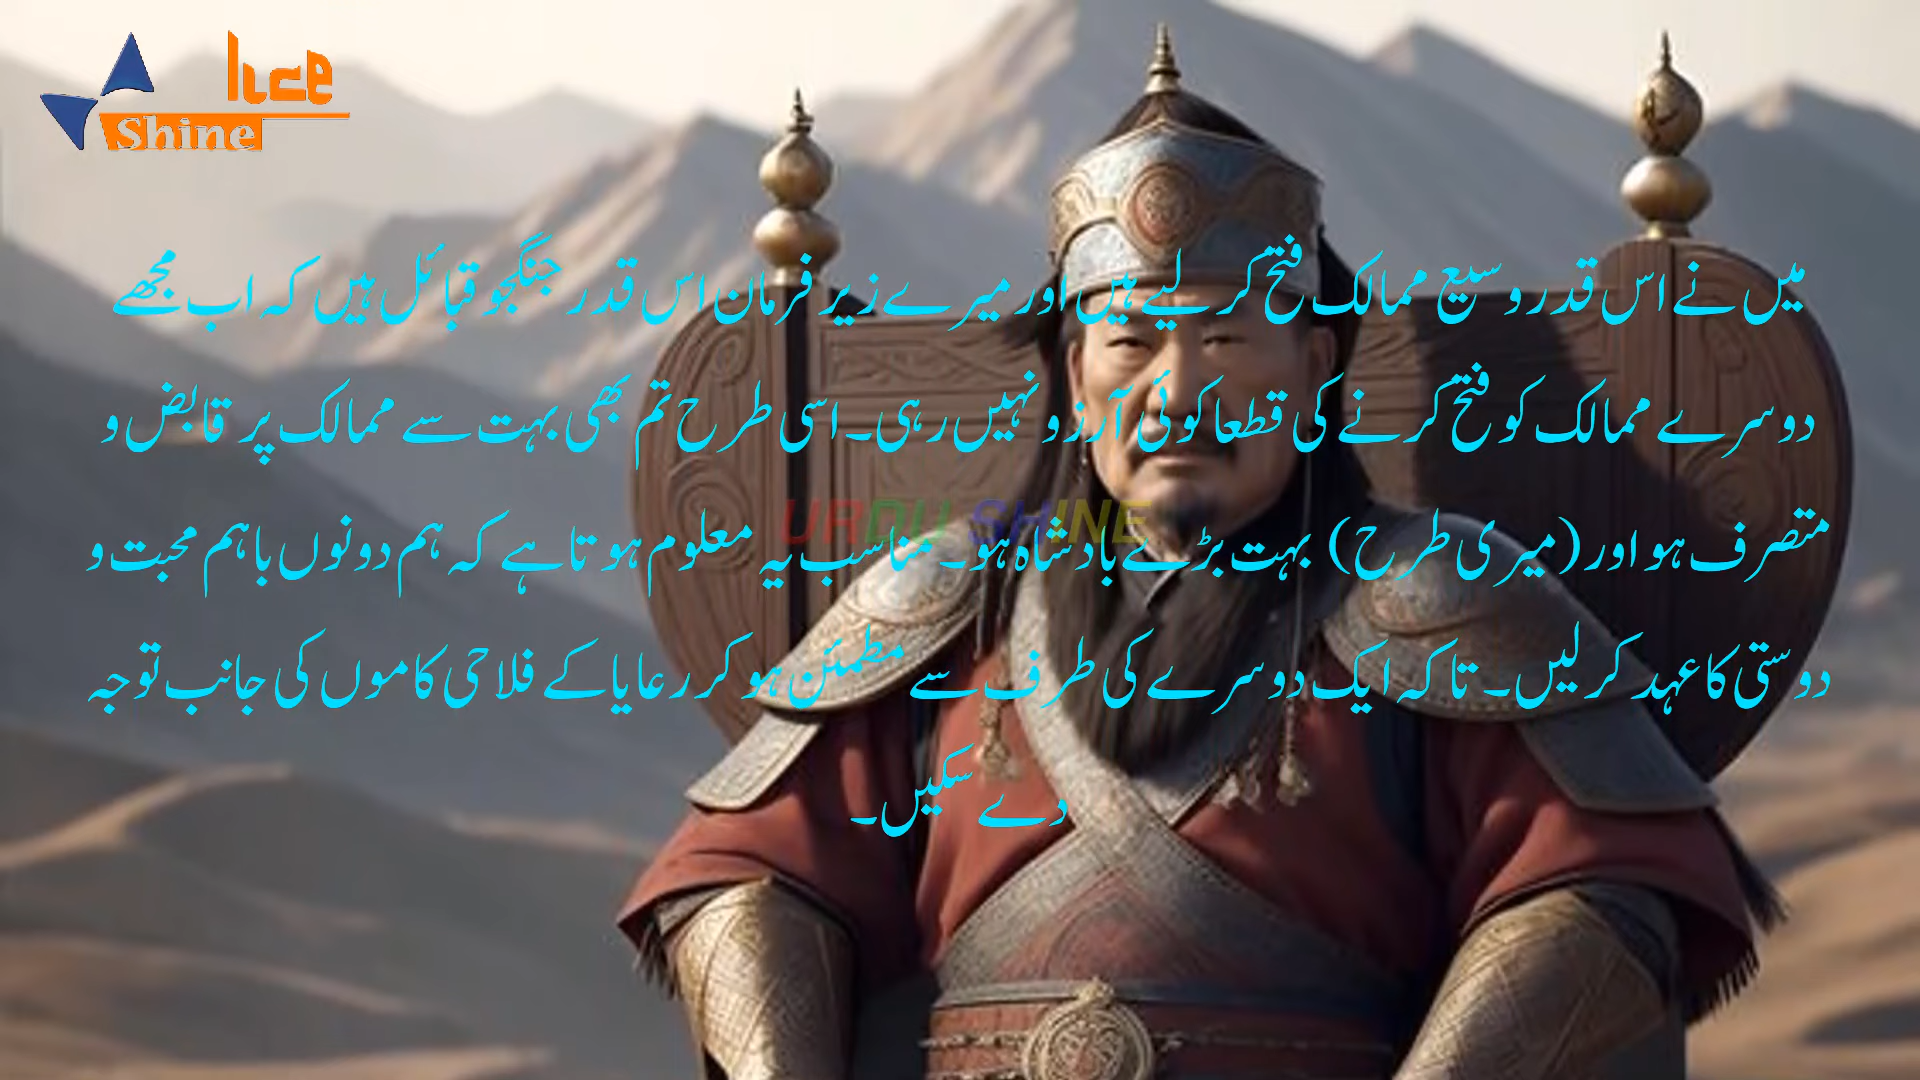 اردو
Shine
میں نے اس قدر وسیع ممالک فتح کر لیے ہیں اور میرے زیر فرمان اس قدر جنگجو قبائل ہیں کہ اب مجھے
دوسرے ممالک کو فتح کرنے کی قطعا کوئی آرزو نہیں رہی۔ اسی طرح تم بھی بہت سے ممالک پر قابض و
URDU SHINE
متصرف ہو اور (میری طرح) بہت بڑے بادشاہ ہو۔ مناسب یہ معلوم ہوتا ہے کہ ہم دونوں باہم محبت و
دوستی کا عہد کر لیں۔ تاکہ ایک دوسرے کی طرف سے مطمئن ہو کر رعایا کے فلاحی کاموں کی جانب توجہ
دے سکیں۔